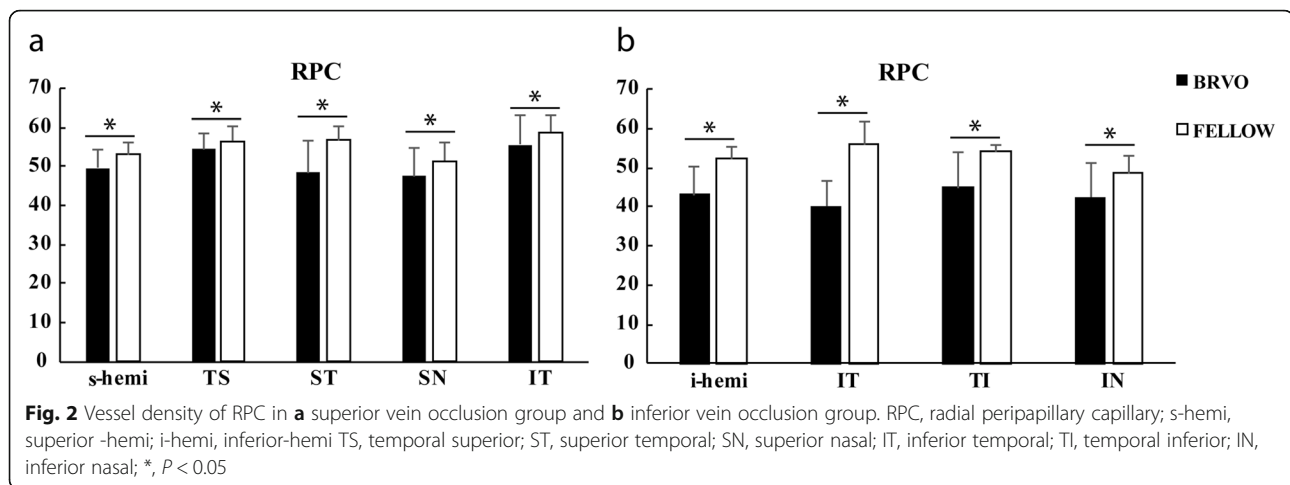 a
RPC
70
60
50
40
30
20
10
0
*
*
*
*
*
s-hemi TS ST SN IT
b
RPC
70
60
50
40
30
20
10
0
*
*
*
*
i-hemi IT TI IN
BRVO
FELLOW
Fig. 2 Vessel density of RPC in a superior vein occlusion group and b inferior vein occlusion group. RPC, radial peripapillary capillary; s-hemi,
superior -hemi; i-hemi, inferior-hemi TS, temporal superior; ST, superior temporal; SN, superior nasal; IT, inferior temporal; TI, temporal inferior; IN,
inferior nasal; *, P < 0.05